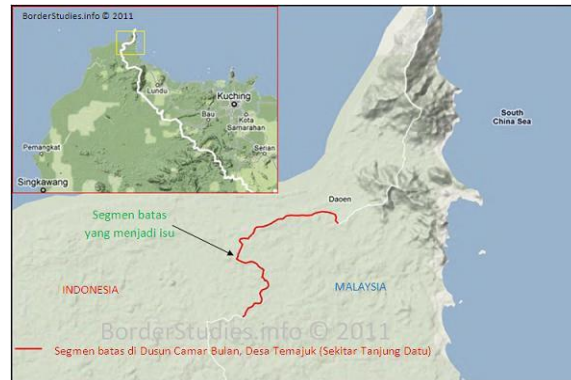 BorderStudies.info © 2011
Lundu
Kuching
Bau
Kota
Samarahan
Serian
Pemangkat
Singkawang
South
China Sea
Daoen
Segmen batas
yang menjadi isu
INDONESIA
MALAYSIA
BorderStudies.info © 2011
Segmen batas di Dusun Camar Bulan, Desa Temajuk (Sekitar Tanjung Datu)